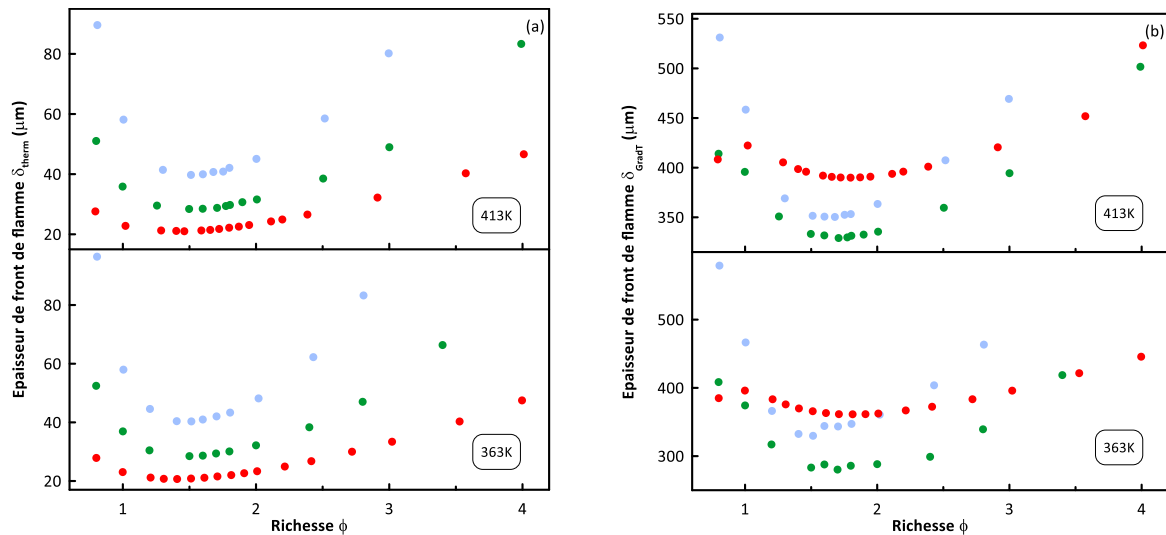 (a)
Epaisseur de front de flamme δtherm (μm)
80
60
40
20
413K
80
60
40
20
363K
1 2 3 4
Richesse ϕ
(b)
Epaisseur de front de flamme δGradT (μm)
550
500
450
400
350
413K
500
400
300
363K
1 2 3 4
Richesse ϕ